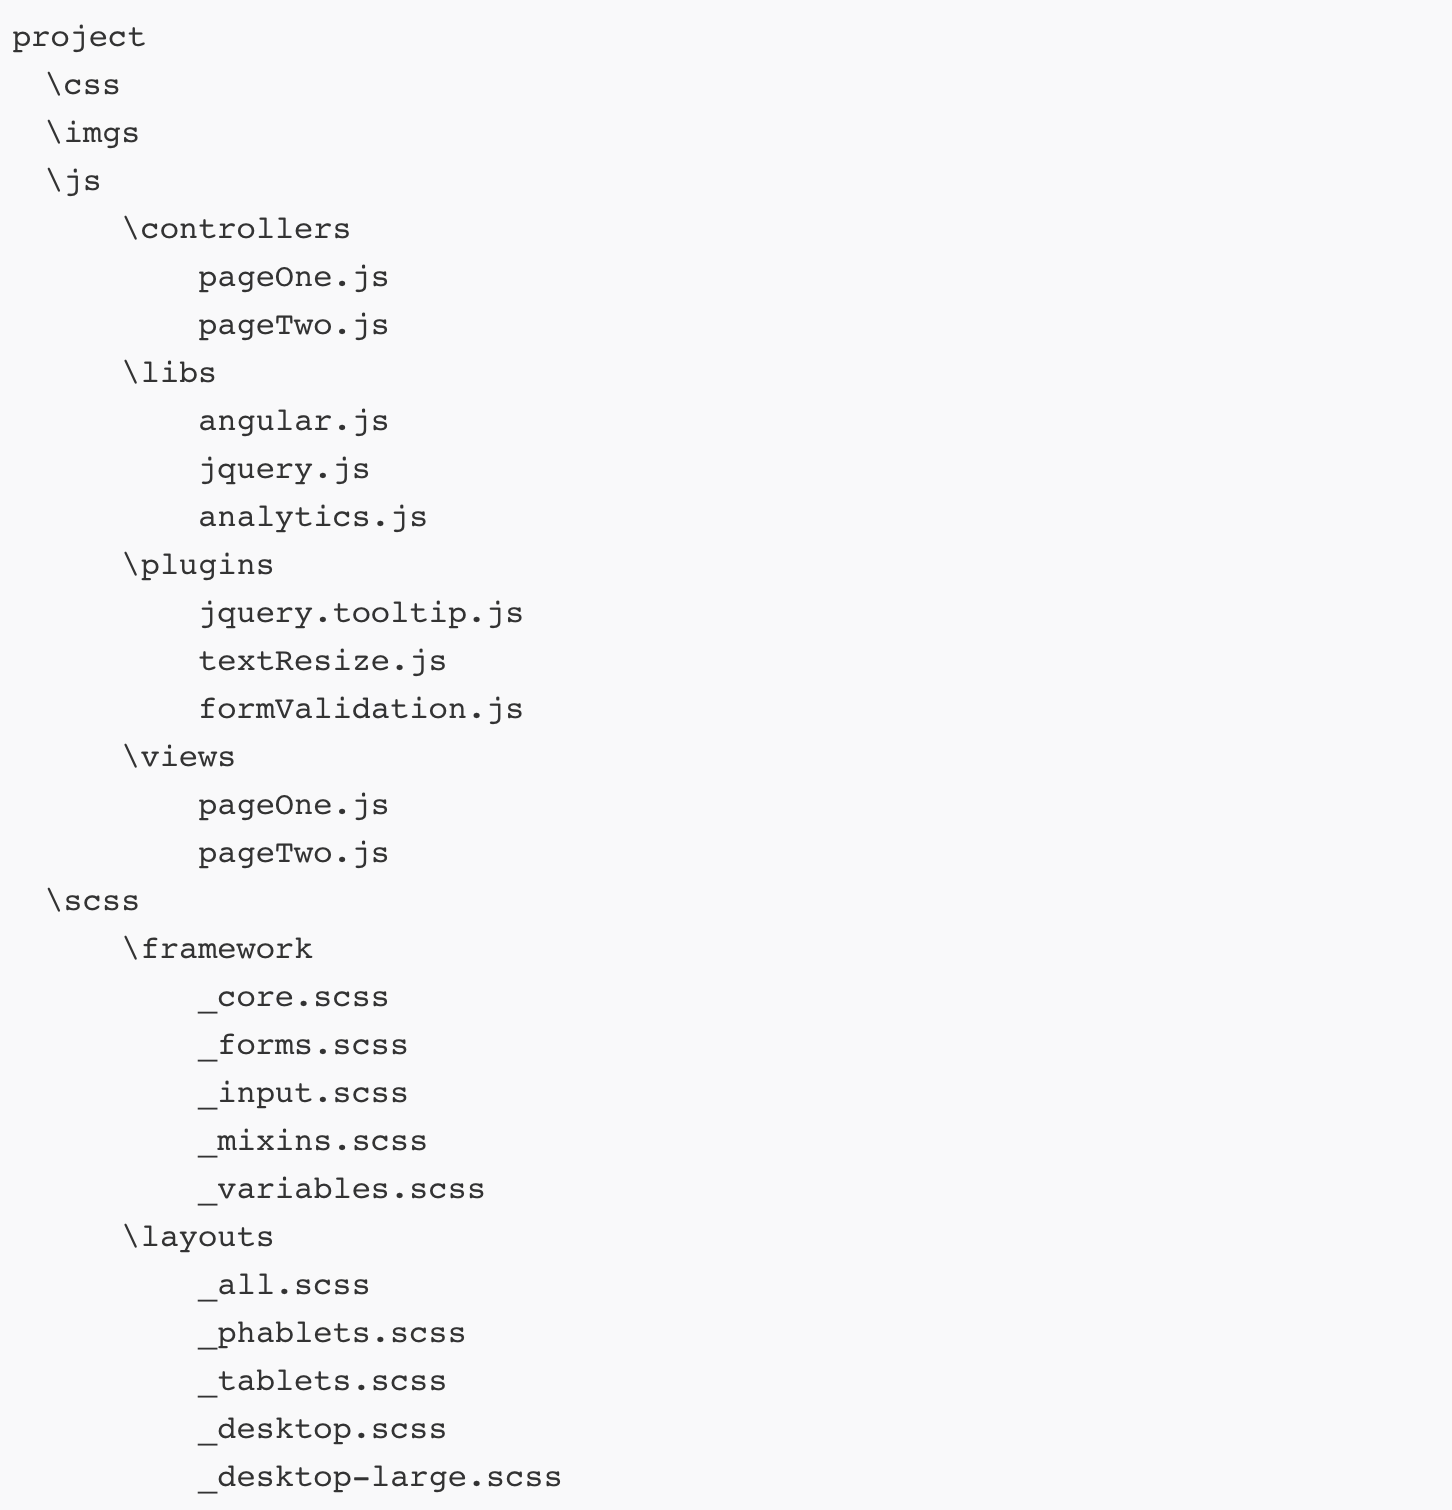 project
  \css
  \imgs
  \js
      \controllers
          pageOne.js
          pageTwo.js
      \libs
          angular.js
          jquery.js
          analytics.js
      \plugins
          jquery.tooltip.js
          textResize.js
          formValidation.js
      \views
          pageOne.js
          pageTwo.js
  \scss
      \framework
          _core.scss
          _forms.scss
          _input.scss
          _mixins.scss
          _variables.scss
      \layouts
          _all.scss
          _phablets.scss
          _tablets.scss
          _desktop.scss
          _desktop-large.scss